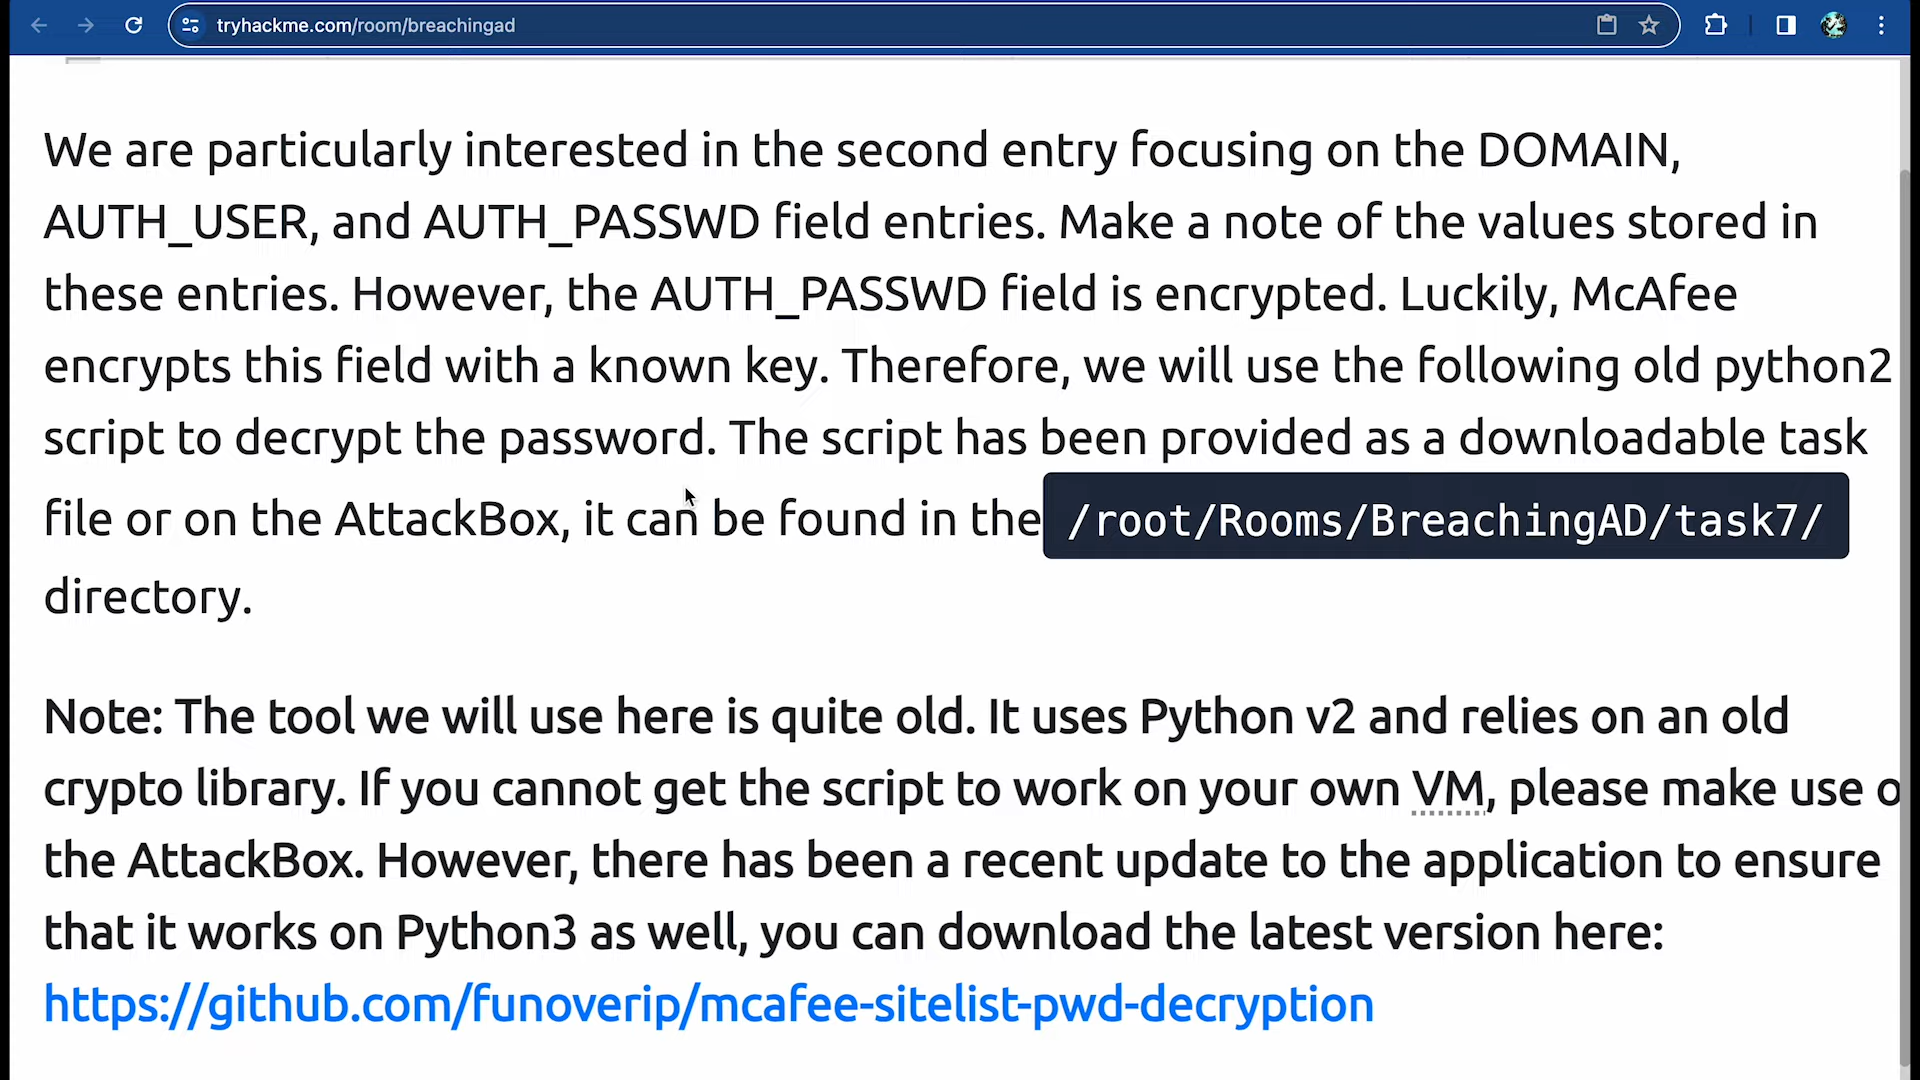 tryhackme.com/room/breachingad
We are particularly interested in the second entry focusing on the DOMAIN,
AUTH_USER, and AUTH_PASSWD field entries. Make a note of the values stored in
these entries. However, the AUTH_PASSWD field is encrypted. Luckily, McAfee
encrypts this field with a known key. Therefore, we will use the following old python2
script to decrypt the password. The script has been provided as a downloadable task
file or on the AttackBox, it can be found in the /root/Rooms/BreachingAD/task7/
directory.
Note: The tool we will use here is quite old. It uses Python v2 and relies on an old
crypto library. If you cannot get the script to work on your own VM, please make use o
the AttackBox. However, there has been a recent update to the application to ensure
that it works on Python3 as well, you can download the latest version here:
https://github.com/funoverip/mcafee-sitelist-pwd-decryption